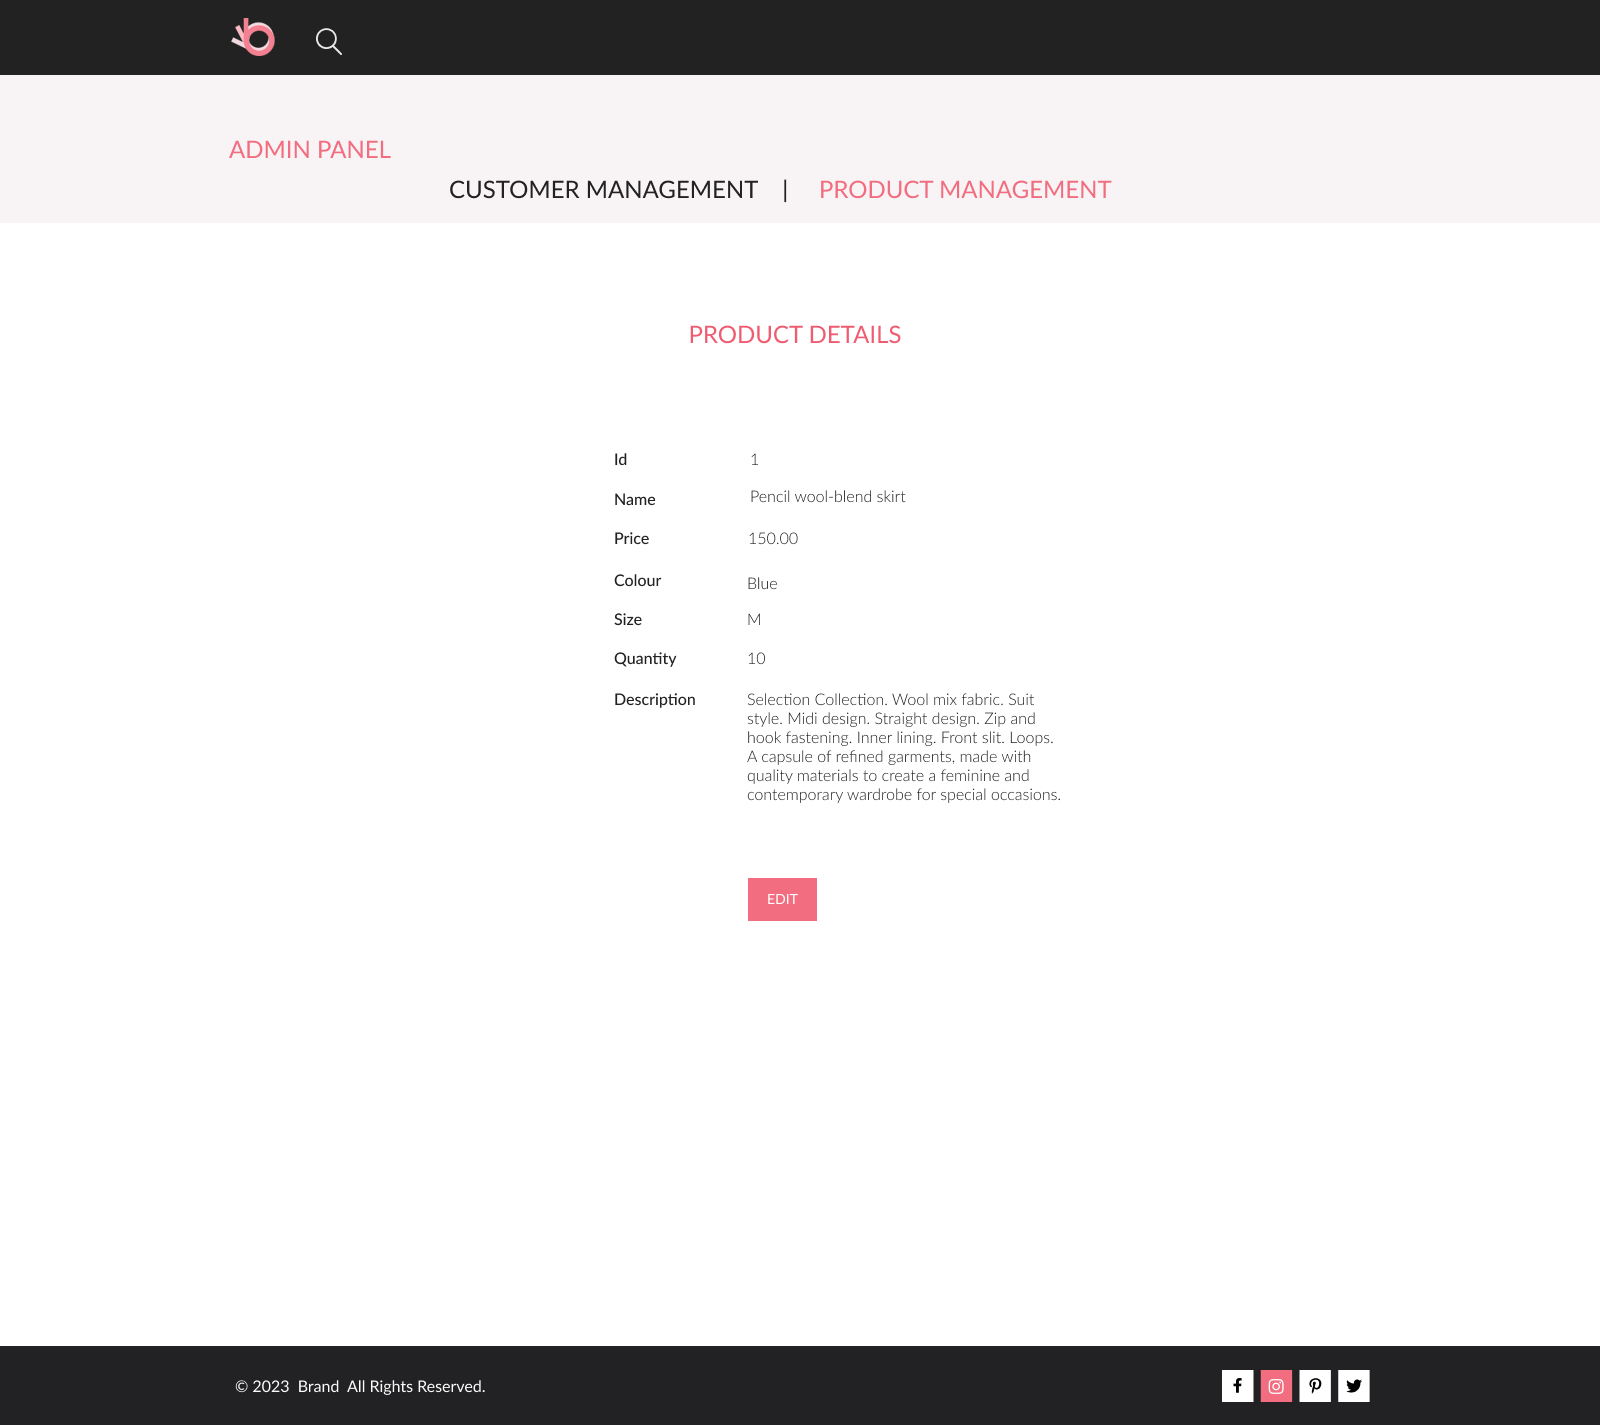 ADMIN PANEL
CUSTOMER MANAGEMENT | PRODUCT MANAGEMENT
PRODUCT DETAILS
Id 1
Name Pencil wool-blend skirt
Price 150.00
Colour Blue
Size M
Quantity 10
Description Selection Collection. Wool mix fabric. Suit
style. Midi design. Straight design. Zip and
hook fastening. Inner lining. Front slit. Loops.
A capsule of refined garments, made with
quality materials to create a feminine and
contemporary wardrobe for special occasions.
EDIT
© 2023 Brand All Rights Reserved.